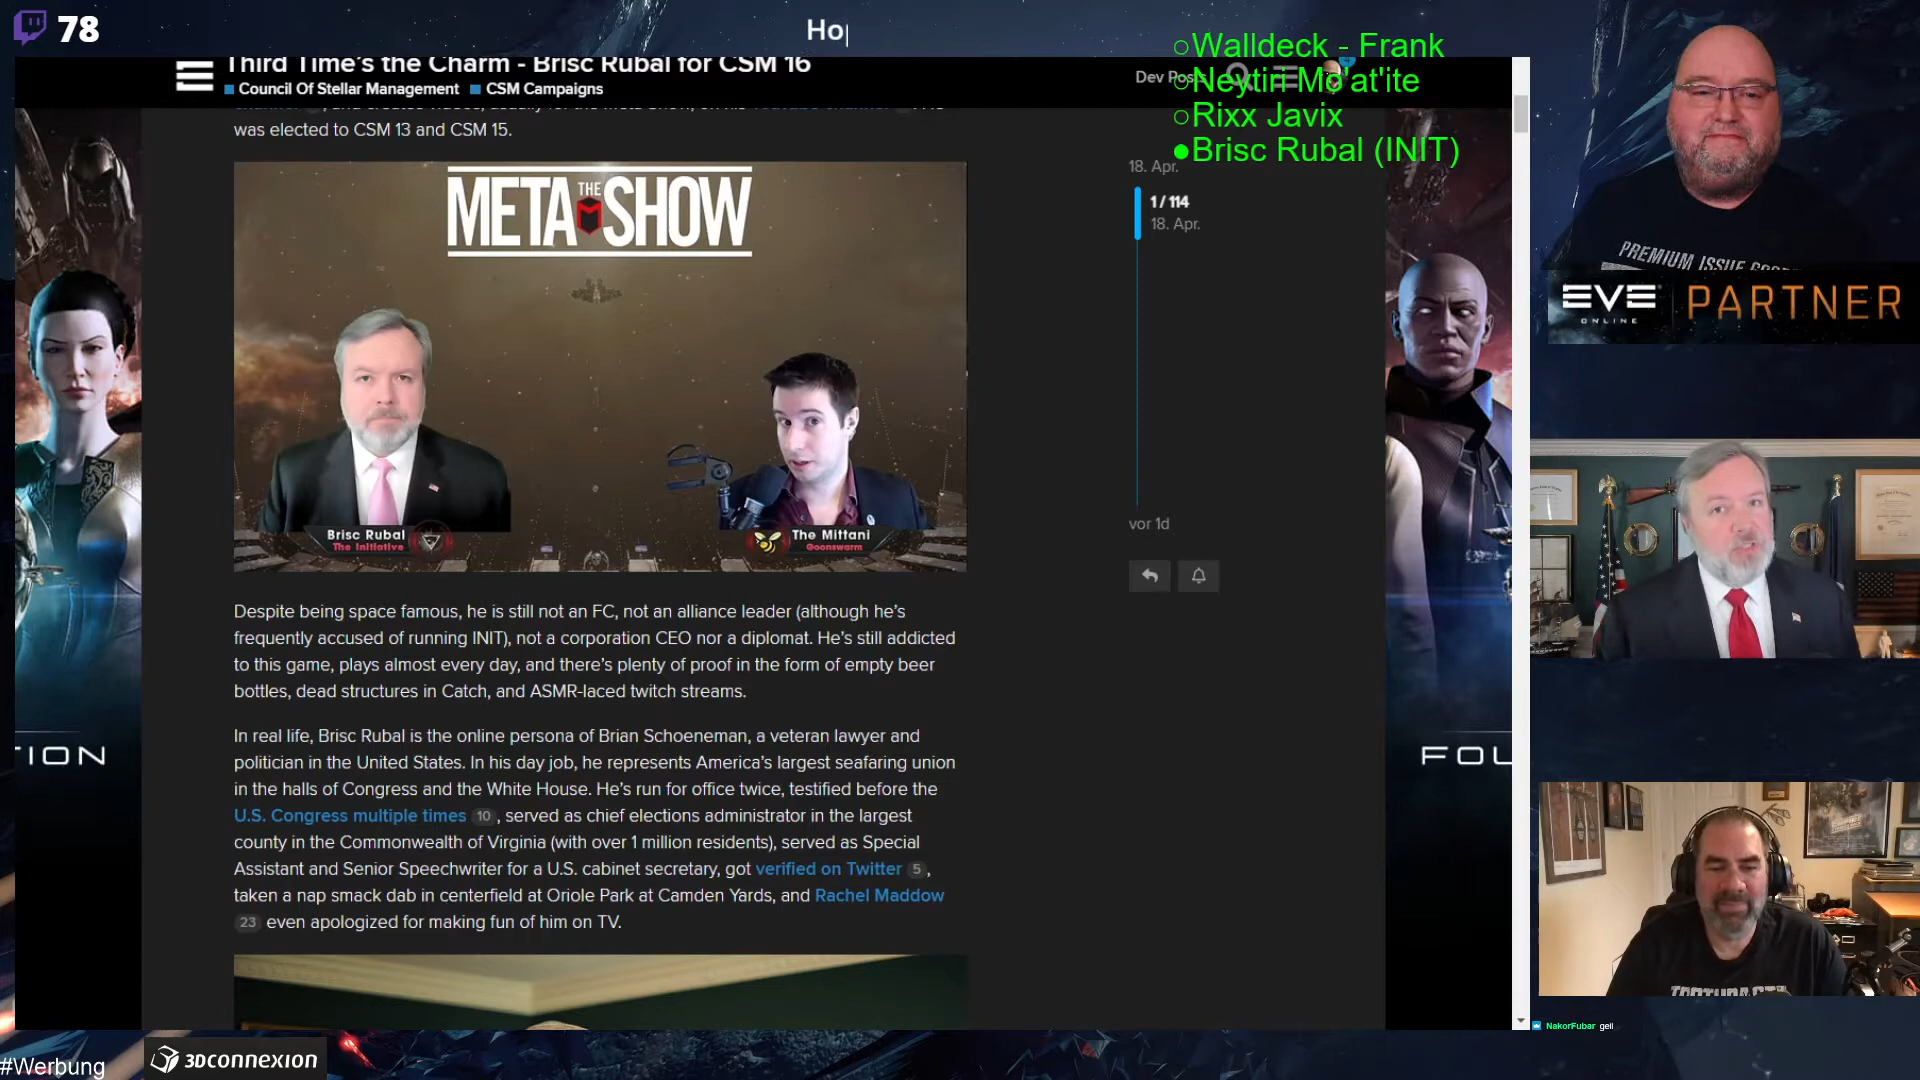 78
Ho
○Walldeck - Frank
○Neytiri Mo'at'ite
○Rixx Javix
●Brisc Rubal (INIT)
Third Time's the Charm - Brisc Rubal for CSM 16
Council Of Stellar Management CSM Campaigns
Dev Posts
was elected to CSM 13 and CSM 15.
THE
META SHOW
Brisc Rubal
The Initiative
The Mittani
Goonswarm
18. Apr.
1 / 114
18. Apr.
vor 1d
Despite being space famous, he is still not an FC, not an alliance leader (although he's
frequently accused of running INIT), not a corporation CEO nor a diplomat. He's still addicted
to this game, plays almost every day, and there's plenty of proof in the form of empty beer
bottles, dead structures in Catch, and ASMR-laced twitch streams.
In real life, Brisc Rubal is the online persona of Brian Schoeneman, a veteran lawyer and
politician in the United States. In his day job, he represents America's largest seafaring union
in the halls of Congress and the White House. He's run for office twice, testified before the
U.S. Congress multiple times 10 , served as chief elections administrator in the largest
county in the Commonwealth of Virginia (with over 1 million residents), served as Special
Assistant and Senior Speechwriter for a U.S. cabinet secretary, got verified on Twitter 5 ,
taken a nap smack dab in centerfield at Oriole Park at Camden Yards, and Rachel Maddow
23 even apologized for making fun of him on TV.
TION
FOU
PREMIUM ISSUE
EVE
ONLINE
PARTNER
NakorFubar geil
#Werbung
3DCONNEXION